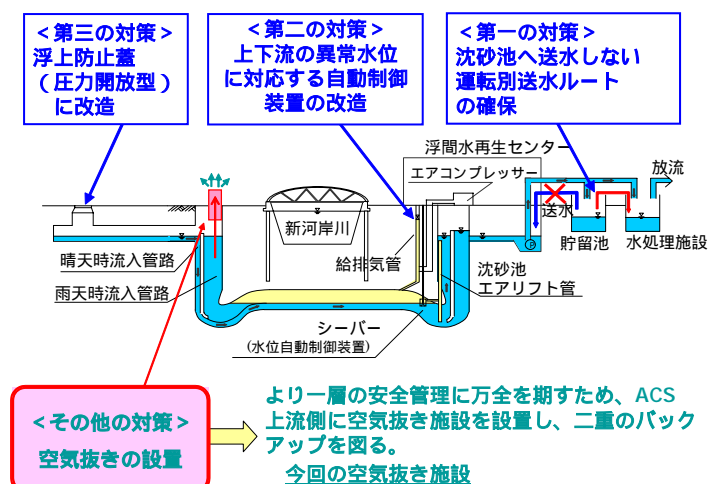 ＜第三の対策＞
浮上防止蓋
（圧力開放型）
に改造
＜第二の対策＞
上下流の異常水位
に対応する自動制御
装置の改造
＜第一の対策＞
沈砂池へ送水しない
運転別送水ルート
の確保
浮間水再生センター
エアコンプレッサー
放流
送水
新河岸川
貯留池
水処理施設
晴天時流入管路
給排気管
沈砂池
エアリフト管
雨天時流入管路
シーバー
(水位自動制御装置)
P
＜その他の対策＞
空気抜きの設置
より一層の安全管理に万全を期すため、ACS
上流側に空気抜き施設を設置し、二重のバック
アップを図る。
今回の空気抜き施設